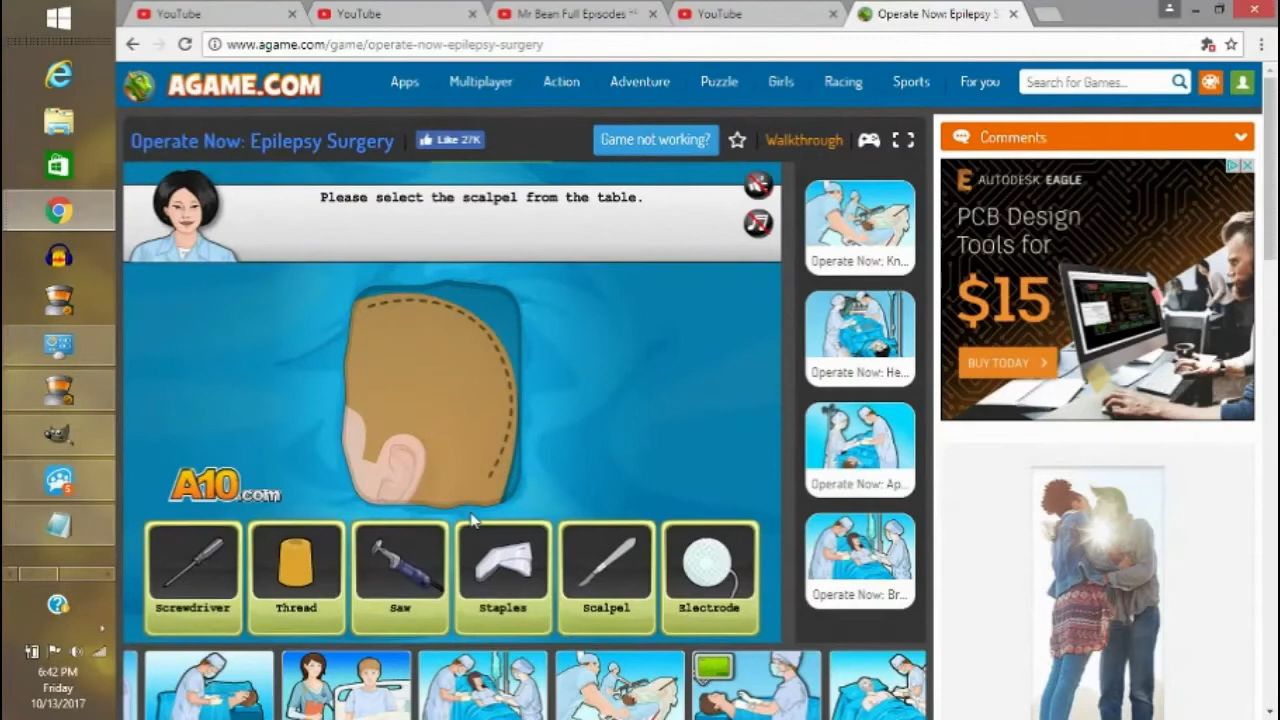 YouTube
YouTube
Mr Bean Full Episodes
YouTube
Operate Now: Epilepsy S
www.agame.com/game/operate-now-epilepsy-surgery
AGAME.COM
Apps
Multiplayer
Action
Adventure
Puzzle
Girls
Racing
Sports
For you
Search for Games...
Operate Now: Epilepsy Surgery
Like 27K
Game not working?
Walkthrough
Comments
Please select the scalpel from the table.
A10.com
Screwdriver
Thread
Saw
Staples
Scalpel
Electrode
Operate Now: Kn...
Operate Now: He...
Operate Now: Ap...
Operate Now: Br...
AUTODESK EAGLE
PCB Design
Tools for
$15
BUY TODAY
6:42 PM
Friday
10/13/2017